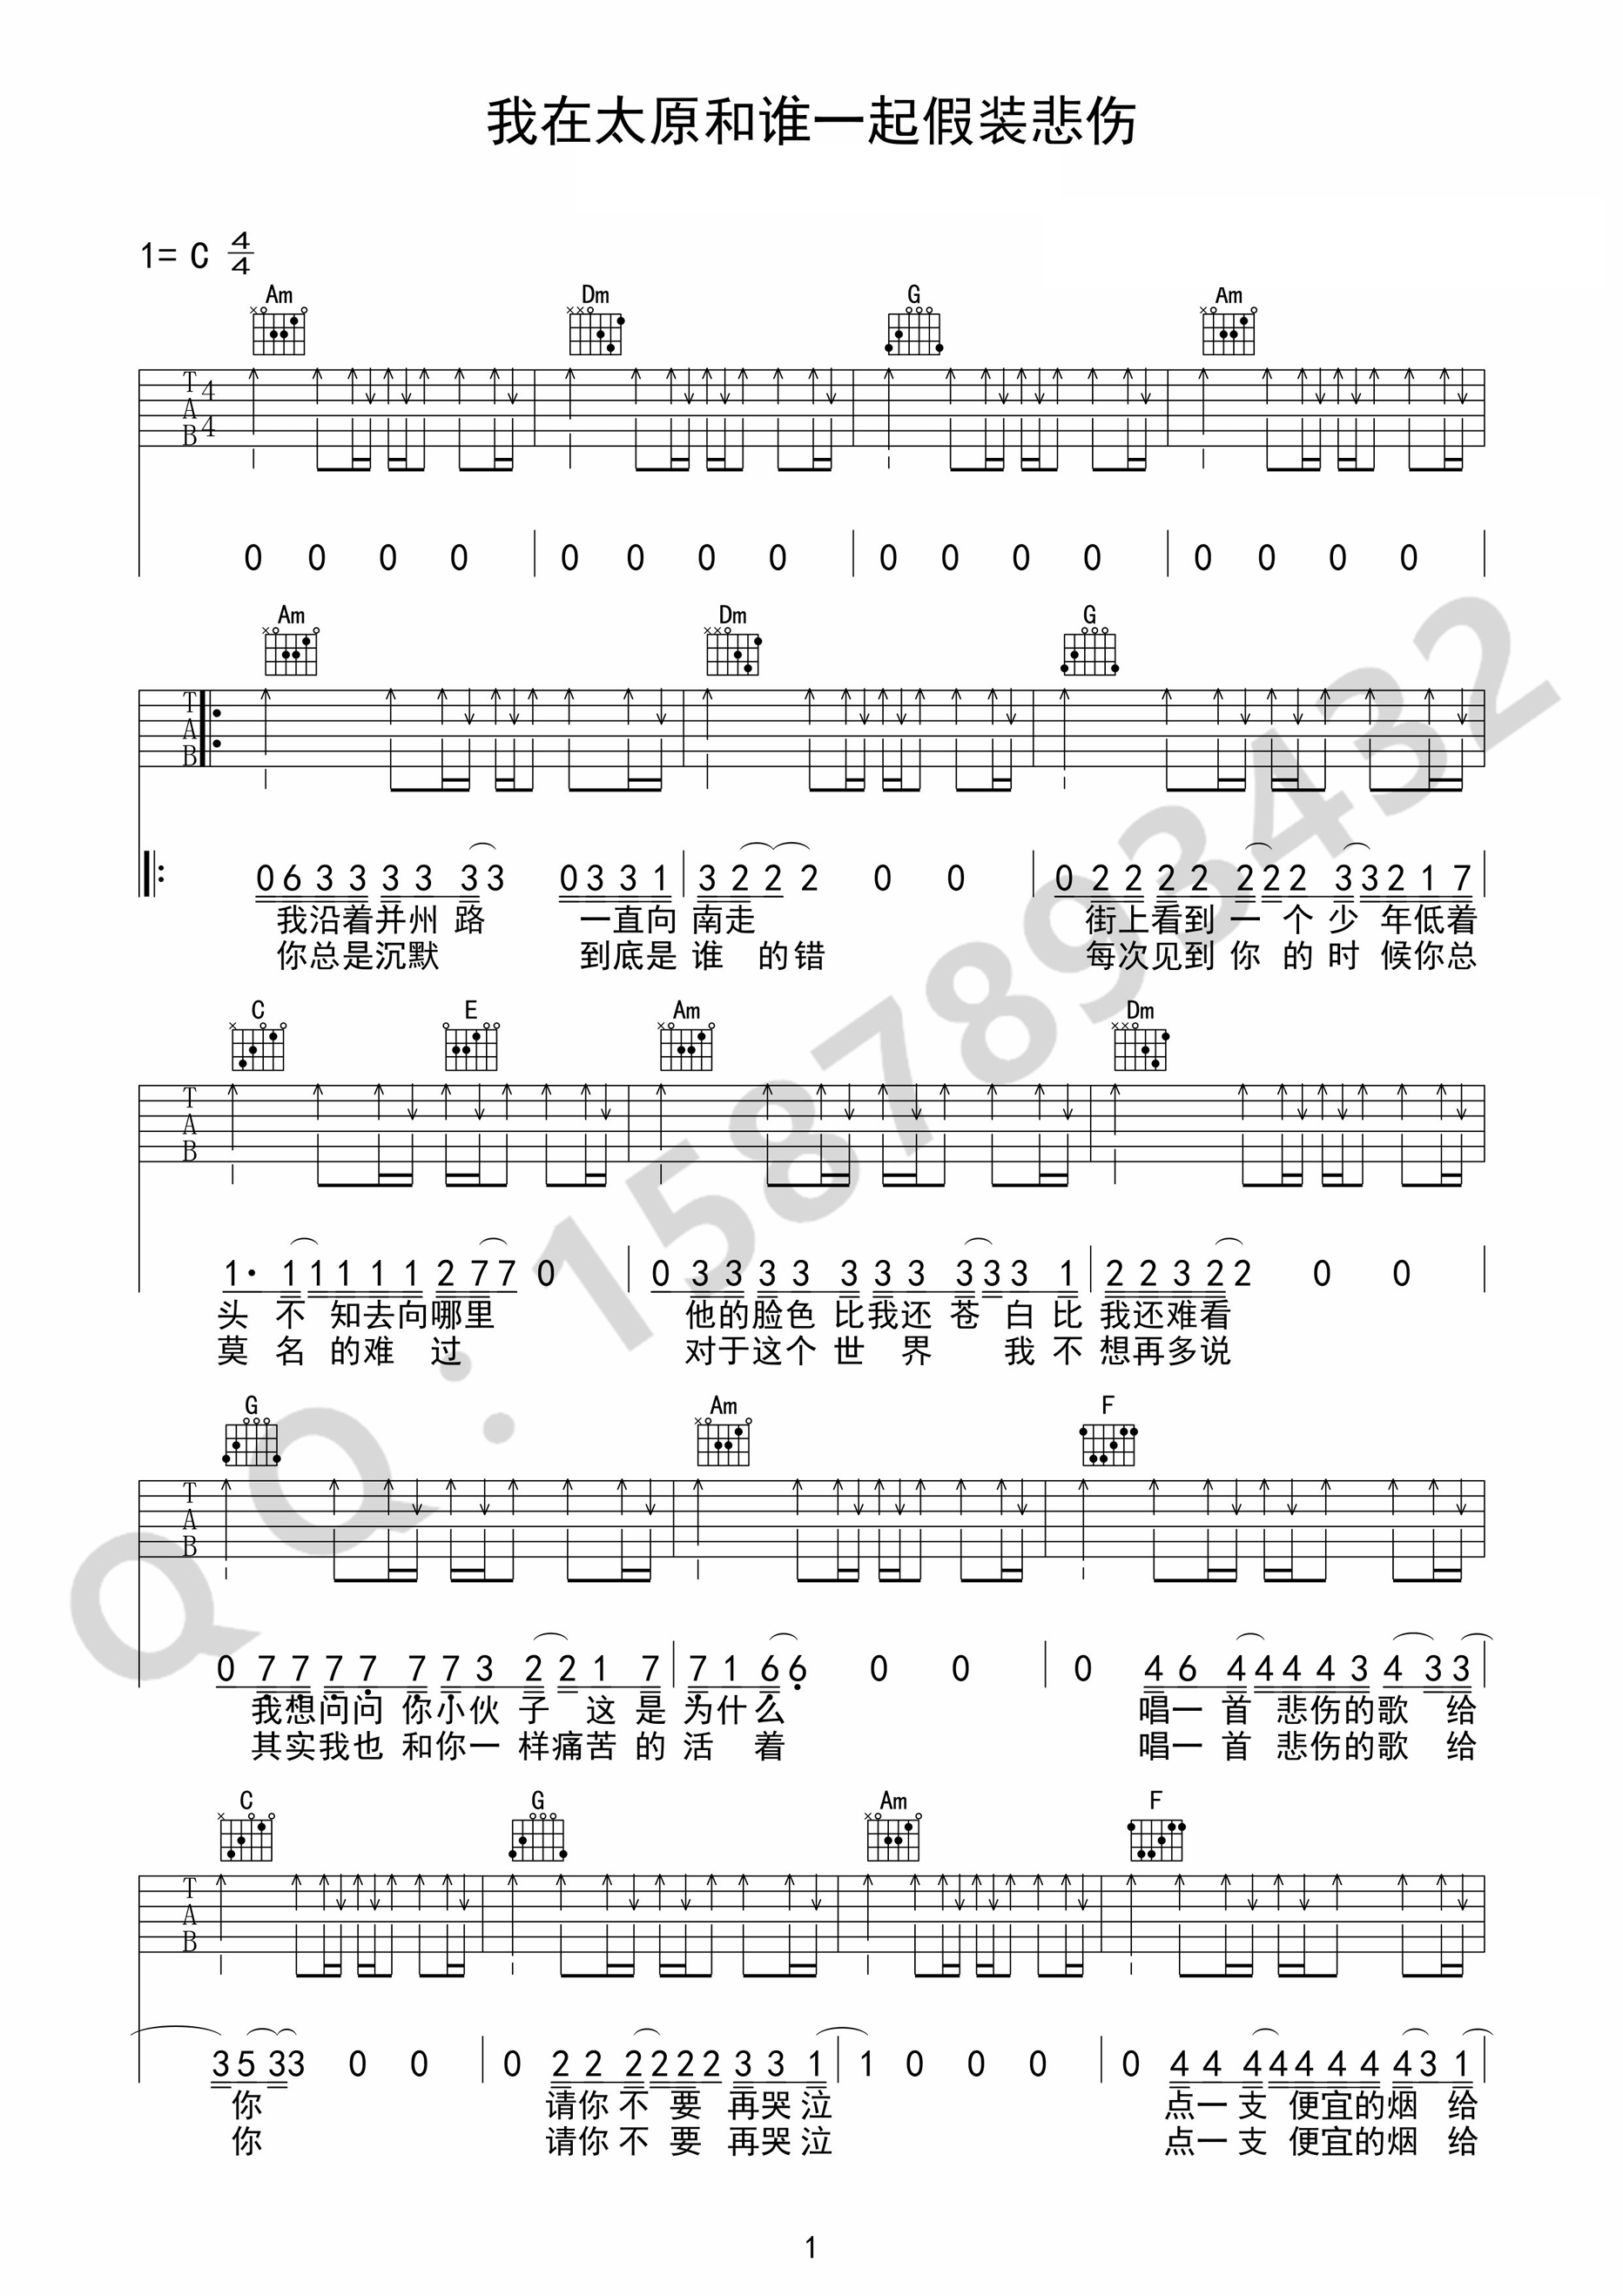 我在太原和谁一起假装悲伤
1= C 4/4
Am Dm G Am
T A B 4 4
0 0 0 0 0 0 0 0 0 0 0 0 0 0 0 0
Am Dm G
T A B
0 6 3 3 3 3 3 3 0 3 3 1 3 2 2 2 0 0 0 2 2 2 2 2 2 2 3 3 2 1 7
我沿着并州 路 一直向 南走 街上看到 一 个 少 年低着
你总是沉默 到底是 谁 的错 每次见到 你 的 时 候你总
C E Am Dm
T A B
1· 1 1 1 1 1 2 7 7 0 0 3 3 3 3 3 3 3 3 3 3 1 2 2 3 2 2 0 0
头 不 知去向哪里 他的脸色 比我还 苍 白 比 我还难看
莫 名 的难 过 对于这个 世 界 我 不 想再多说
G Am F
T A B
0 7 7 7 7 7 7 3 2 2 1 7 7 1 6 6 0 0 0 4 6 4 4 4 4 3 4 3 3
我想问问 你小伙 子 这 是 为什么 唱一 首 悲伤的歌 给
其实我也 和你一 样痛苦 的 活 着 唱一 首 悲伤的歌 给
C G Am F
T A B
3 5 3 3 0 0 0 2 2 2 2 2 2 3 3 1 1 0 0 0 0 4 4 4 4 4 4 4 4 3 1
你 请你 不 要 再哭泣 点一 支 便宜的烟 给
你 请你 不 要 再哭泣 点一 支 便宜的烟 给
1
QQ:1587893432